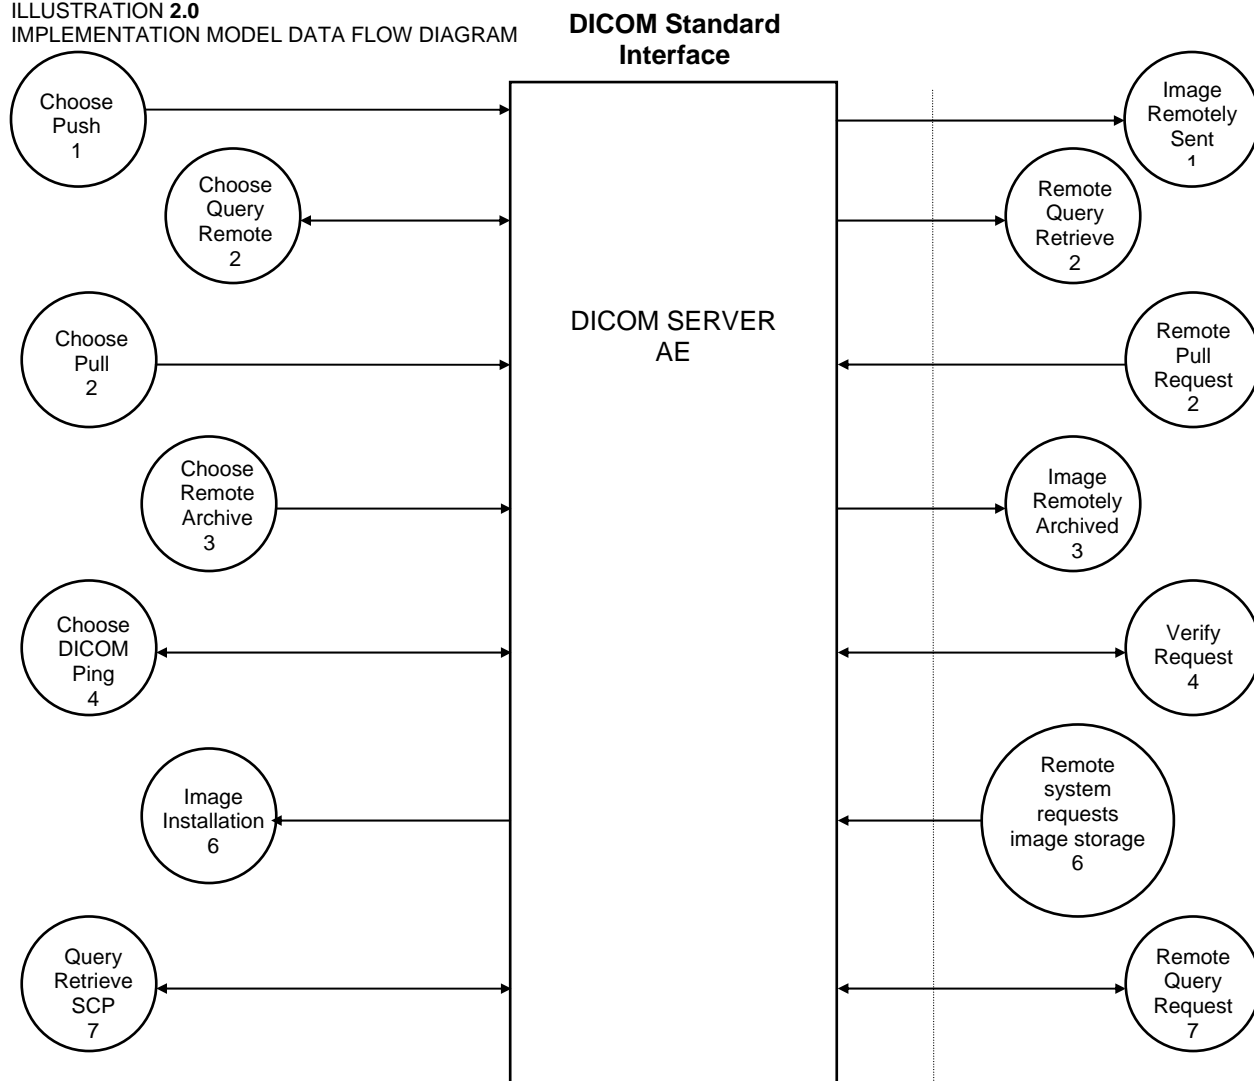 ILLUSTRATION 2.0
IMPLEMENTATION MODEL DATA FLOW DIAGRAM
DICOM Standard
Interface
Choose
Push
1
Image
Remotely
Sent
1
Choose
Query
Remote
2
Remote
Query
Retrieve
2
DICOM SERVER
AE
Choose
Pull
2
Remote
Pull
Request
2
Choose
Remote
Archive
3
Image
Remotely
Archived
3
Choose
DICOM
Ping
4
Verify
Request
4
Image
Installation
6
Remote
system
requests
image storage
6
Query
Retrieve
SCP
7
Remote
Query
Request
7